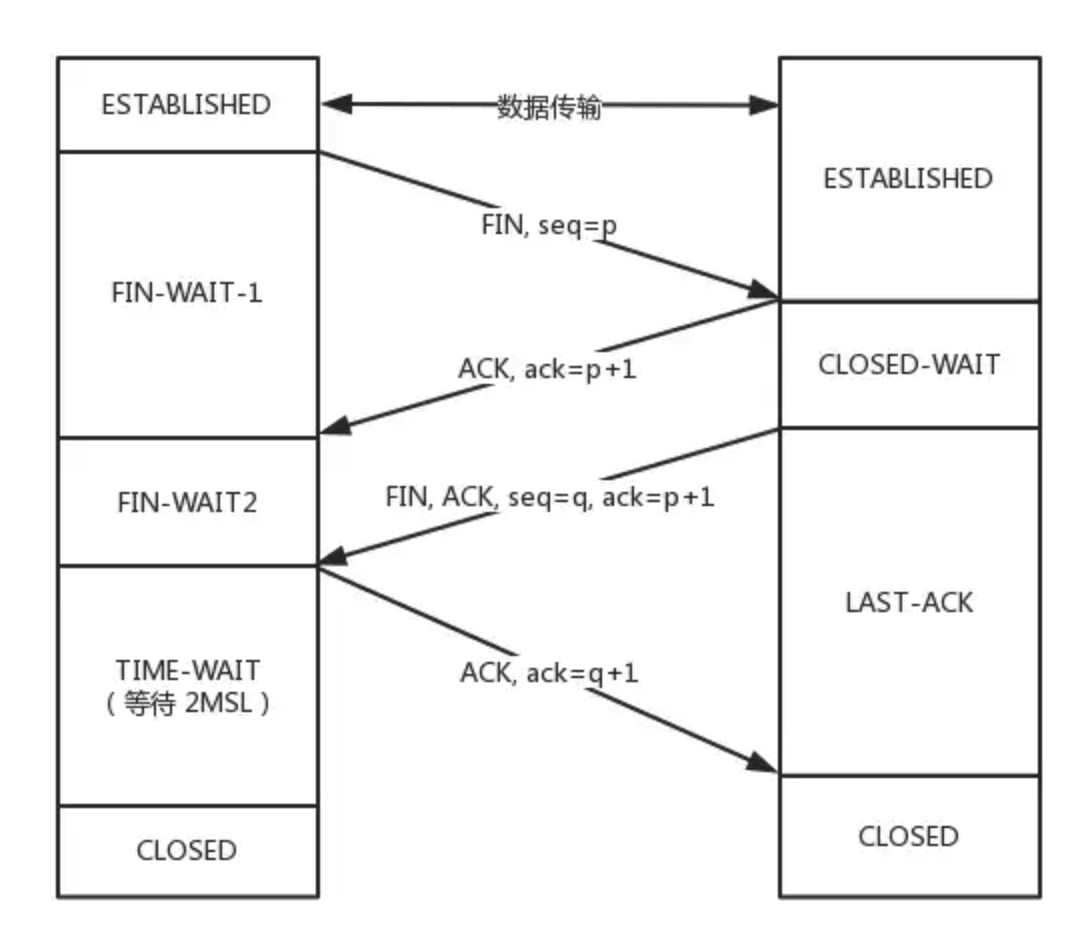 ESTABLISHED
数据传输
ESTABLISHED
FIN, seq=p
FIN-WAIT-1
ACK, ack=p+1
CLOSED-WAIT
FIN-WAIT2
FIN, ACK, seq=q, ack=p+1
LAST-ACK
TIME-WAIT
（等待 2MSL）
ACK, ack=q+1
CLOSED
CLOSED